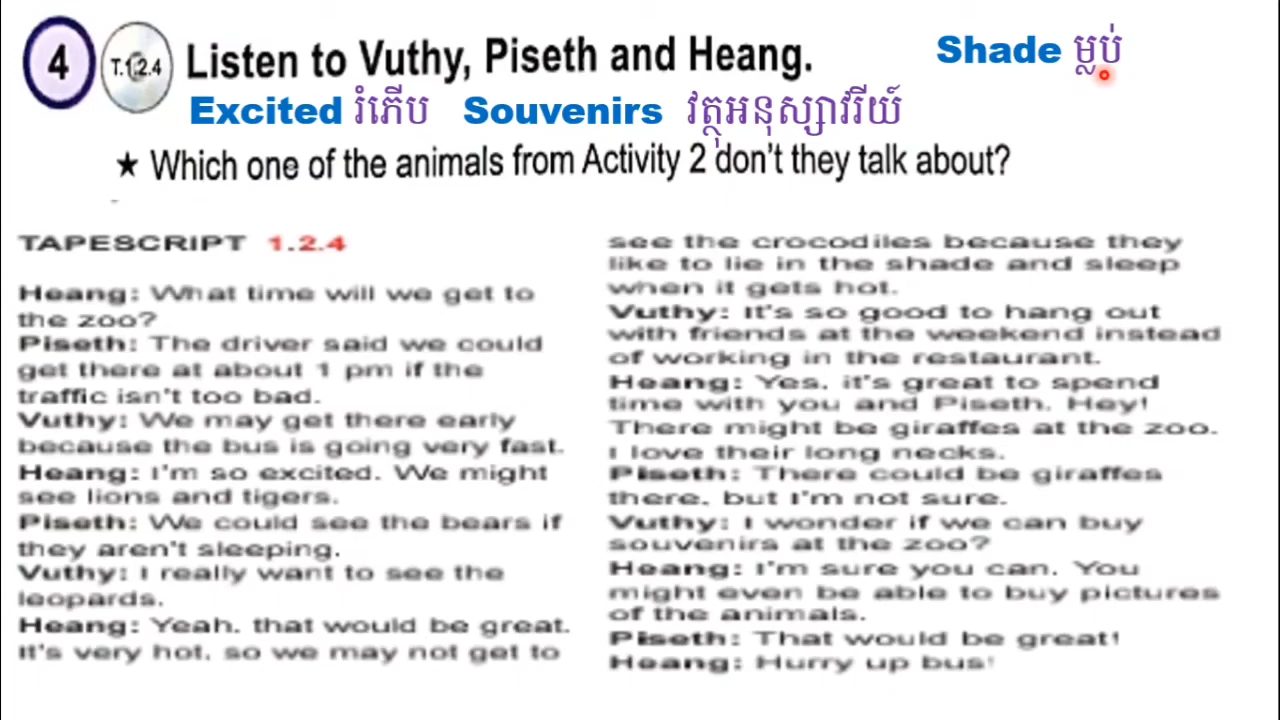 4 T.1.2.4 Listen to Vuthy, Piseth and Heang. Shade ម្លប់
Excited រំភើប Souvenirs វត្ថុអនុស្សាវរីយ៍
★ Which one of the animals from Activity 2 don't they talk about?
TAPESCRIPT 1.2.4
Heang: What time will we get to
the zoo?
Piseth: The driver said we could
get there at about 1 pm if the
traffic isn't too bad.
Vuthy: We may get there early
because the bus is going very fast.
Heang: I'm so excited. We might
see lions and tigers.
Piseth: We could see the bears if
they aren't sleeping.
Vuthy: I really want to see the
leopards.
Heang: Yeah, that would be great.
It's very hot, so we may not get to
see the crocodiles because they
like to lie in the shade and sleep
when it gets hot.
Vuthy: It's so good to hang out
with friends at the weekend instead
of working in the restaurant.
Heang: Yes, it's great to spend
time with you and Piseth. Hey!
There might be giraffes at the zoo.
I love their long necks.
Piseth: There could be giraffes
there, but I'm not sure.
Vuthy: I wonder if we can buy
souvenirs at the zoo?
Heang: I'm sure you can. You
might even be able to buy pictures
of the animals.
Piseth: That would be great!
Heang: Hurry up bus!